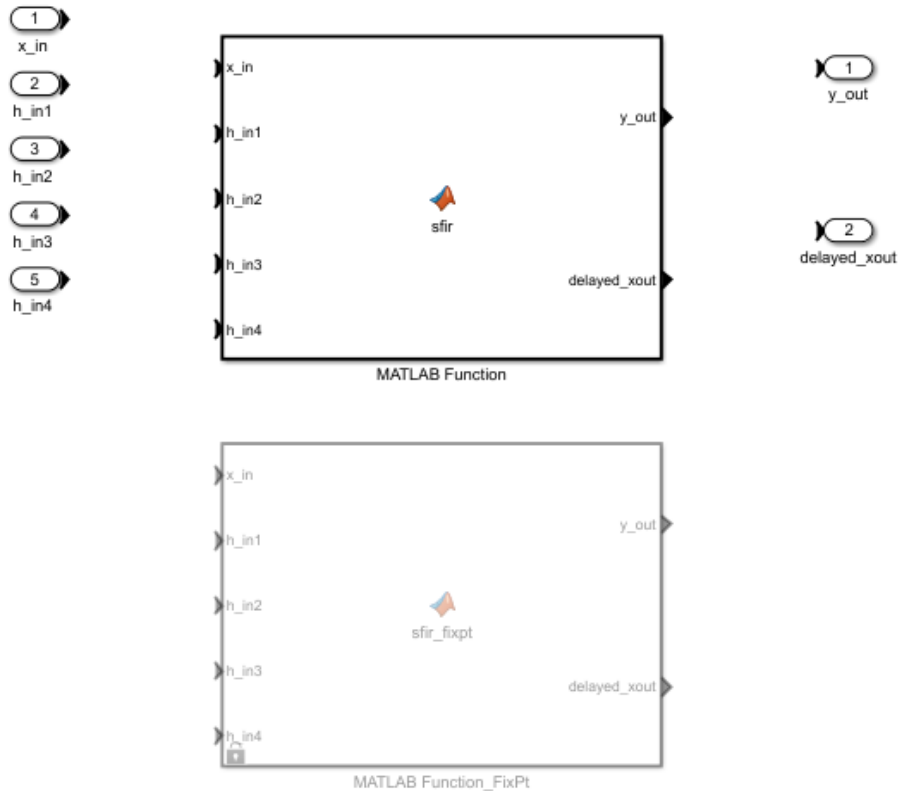 1
x_in
2
h_in1
3
h_in2
4
h_in3
5
h_in4
x_in
h_in1
h_in2
h_in3
h_in4
sfir
y_out
delayed_xout
MATLAB Function
1
y_out
2
delayed_xout
x_in
h_in1
h_in2
h_in3
h_in4
sfir_fixpt
y_out
delayed_xout
MATLAB Function_FixPt